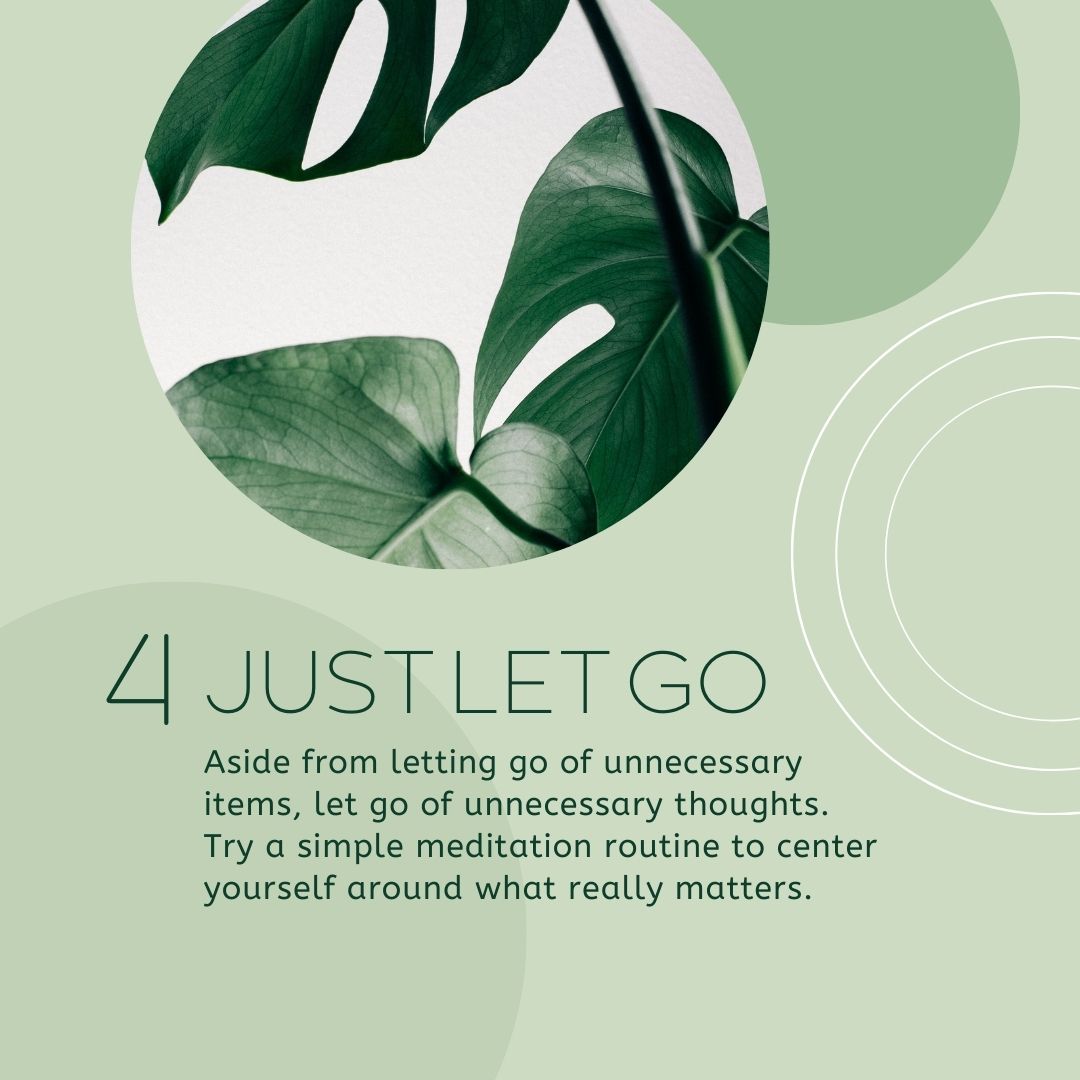 4 JUST LET GO
Aside from letting go of unnecessary
items, let go of unnecessary thoughts.
Try a simple meditation routine to center
yourself around what really matters.